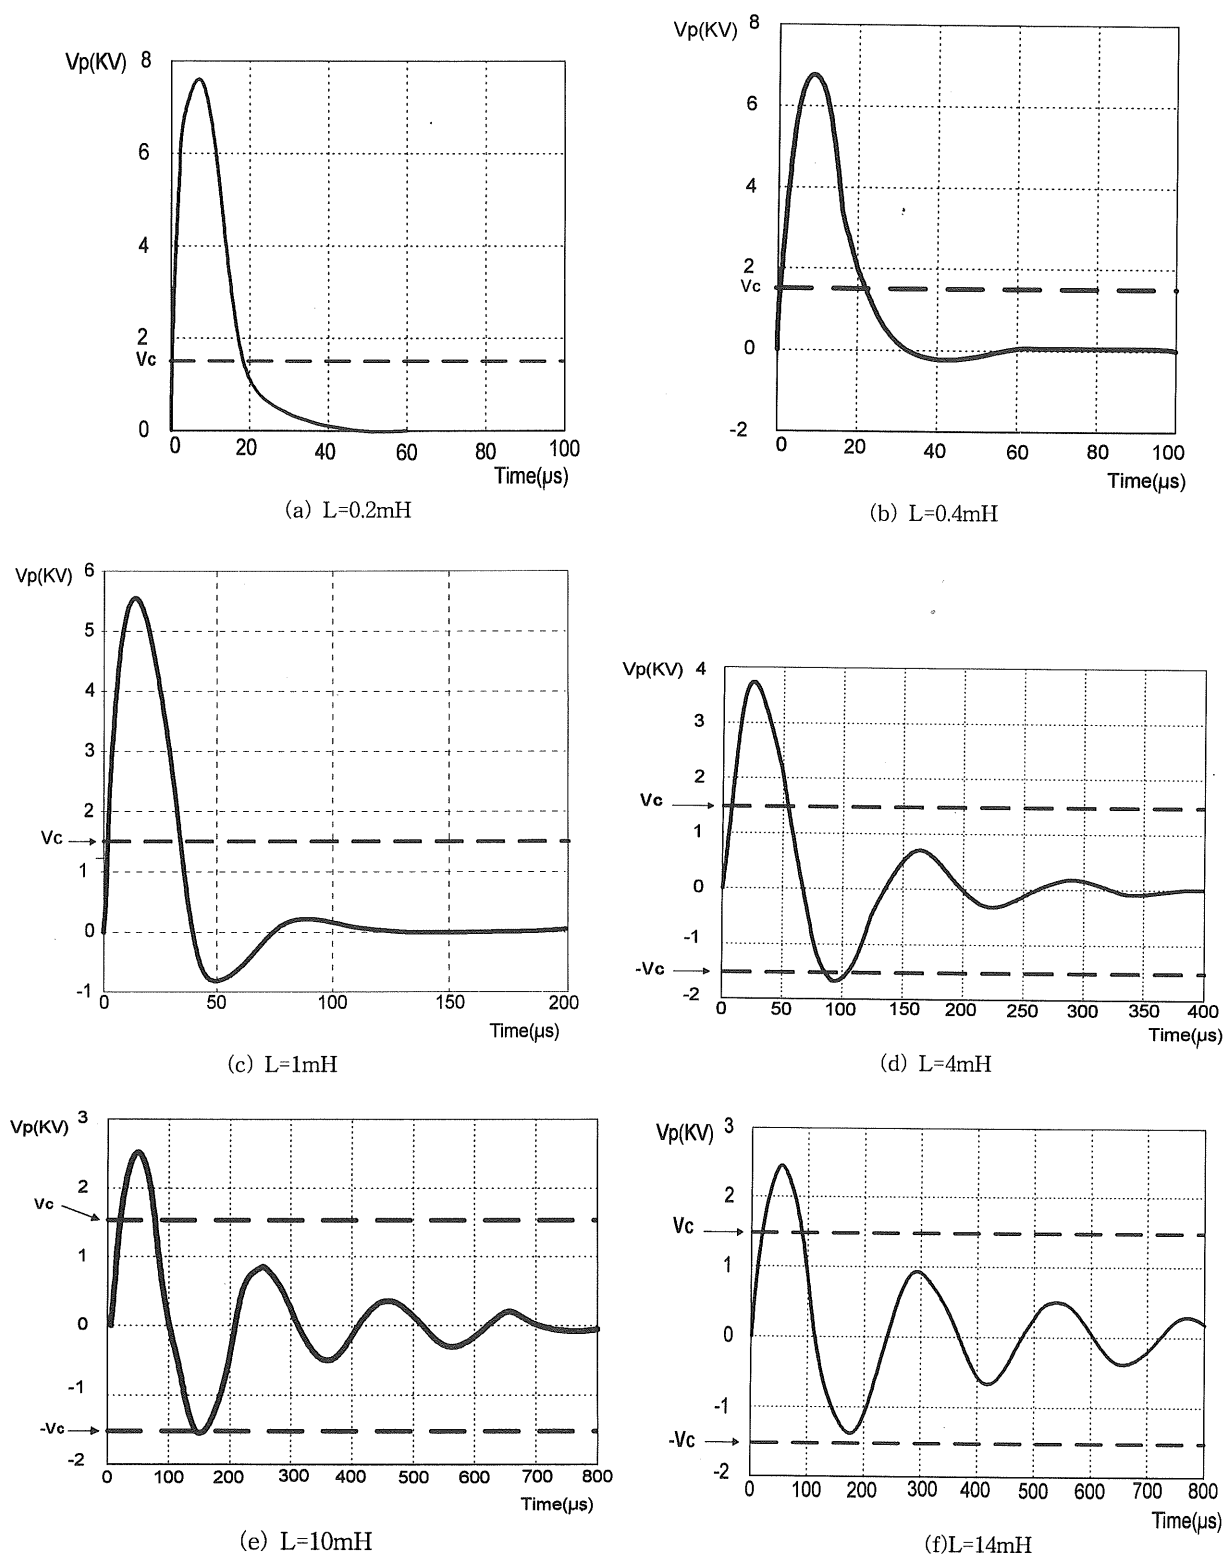 Vp(KV) 8
6
4
2
Vc
0
0 20 40 60 80 100
Time(μs)
(a) L=0.2mH
Vp(KV) 8
6
4
2
Vc
0
-2
0 20 40 60 80 100
Time(μs)
(b) L=0.4mH
Vp(KV) 6
5
4
3
2
Vc
1
0
-1
0 50 100 150 200
Time(μs)
(c) L=1mH
Vp(KV) 4
3
2
Vc
1
0
-1
-Vc
-2
0 50 100 150 200 250 300 350 400
Time(μs)
(d) L=4mH
Vp(KV) 3
2
Vc
1
0
-1
-Vc
-2
0 100 200 300 400 500 600 700 800
Time(μs)
(e) L=10mH
Vp(KV) 3
2
Vc
1
0
-1
-Vc
-2
0 100 200 300 400 500 600 700 800
Time(μs)
(f)L=14mH